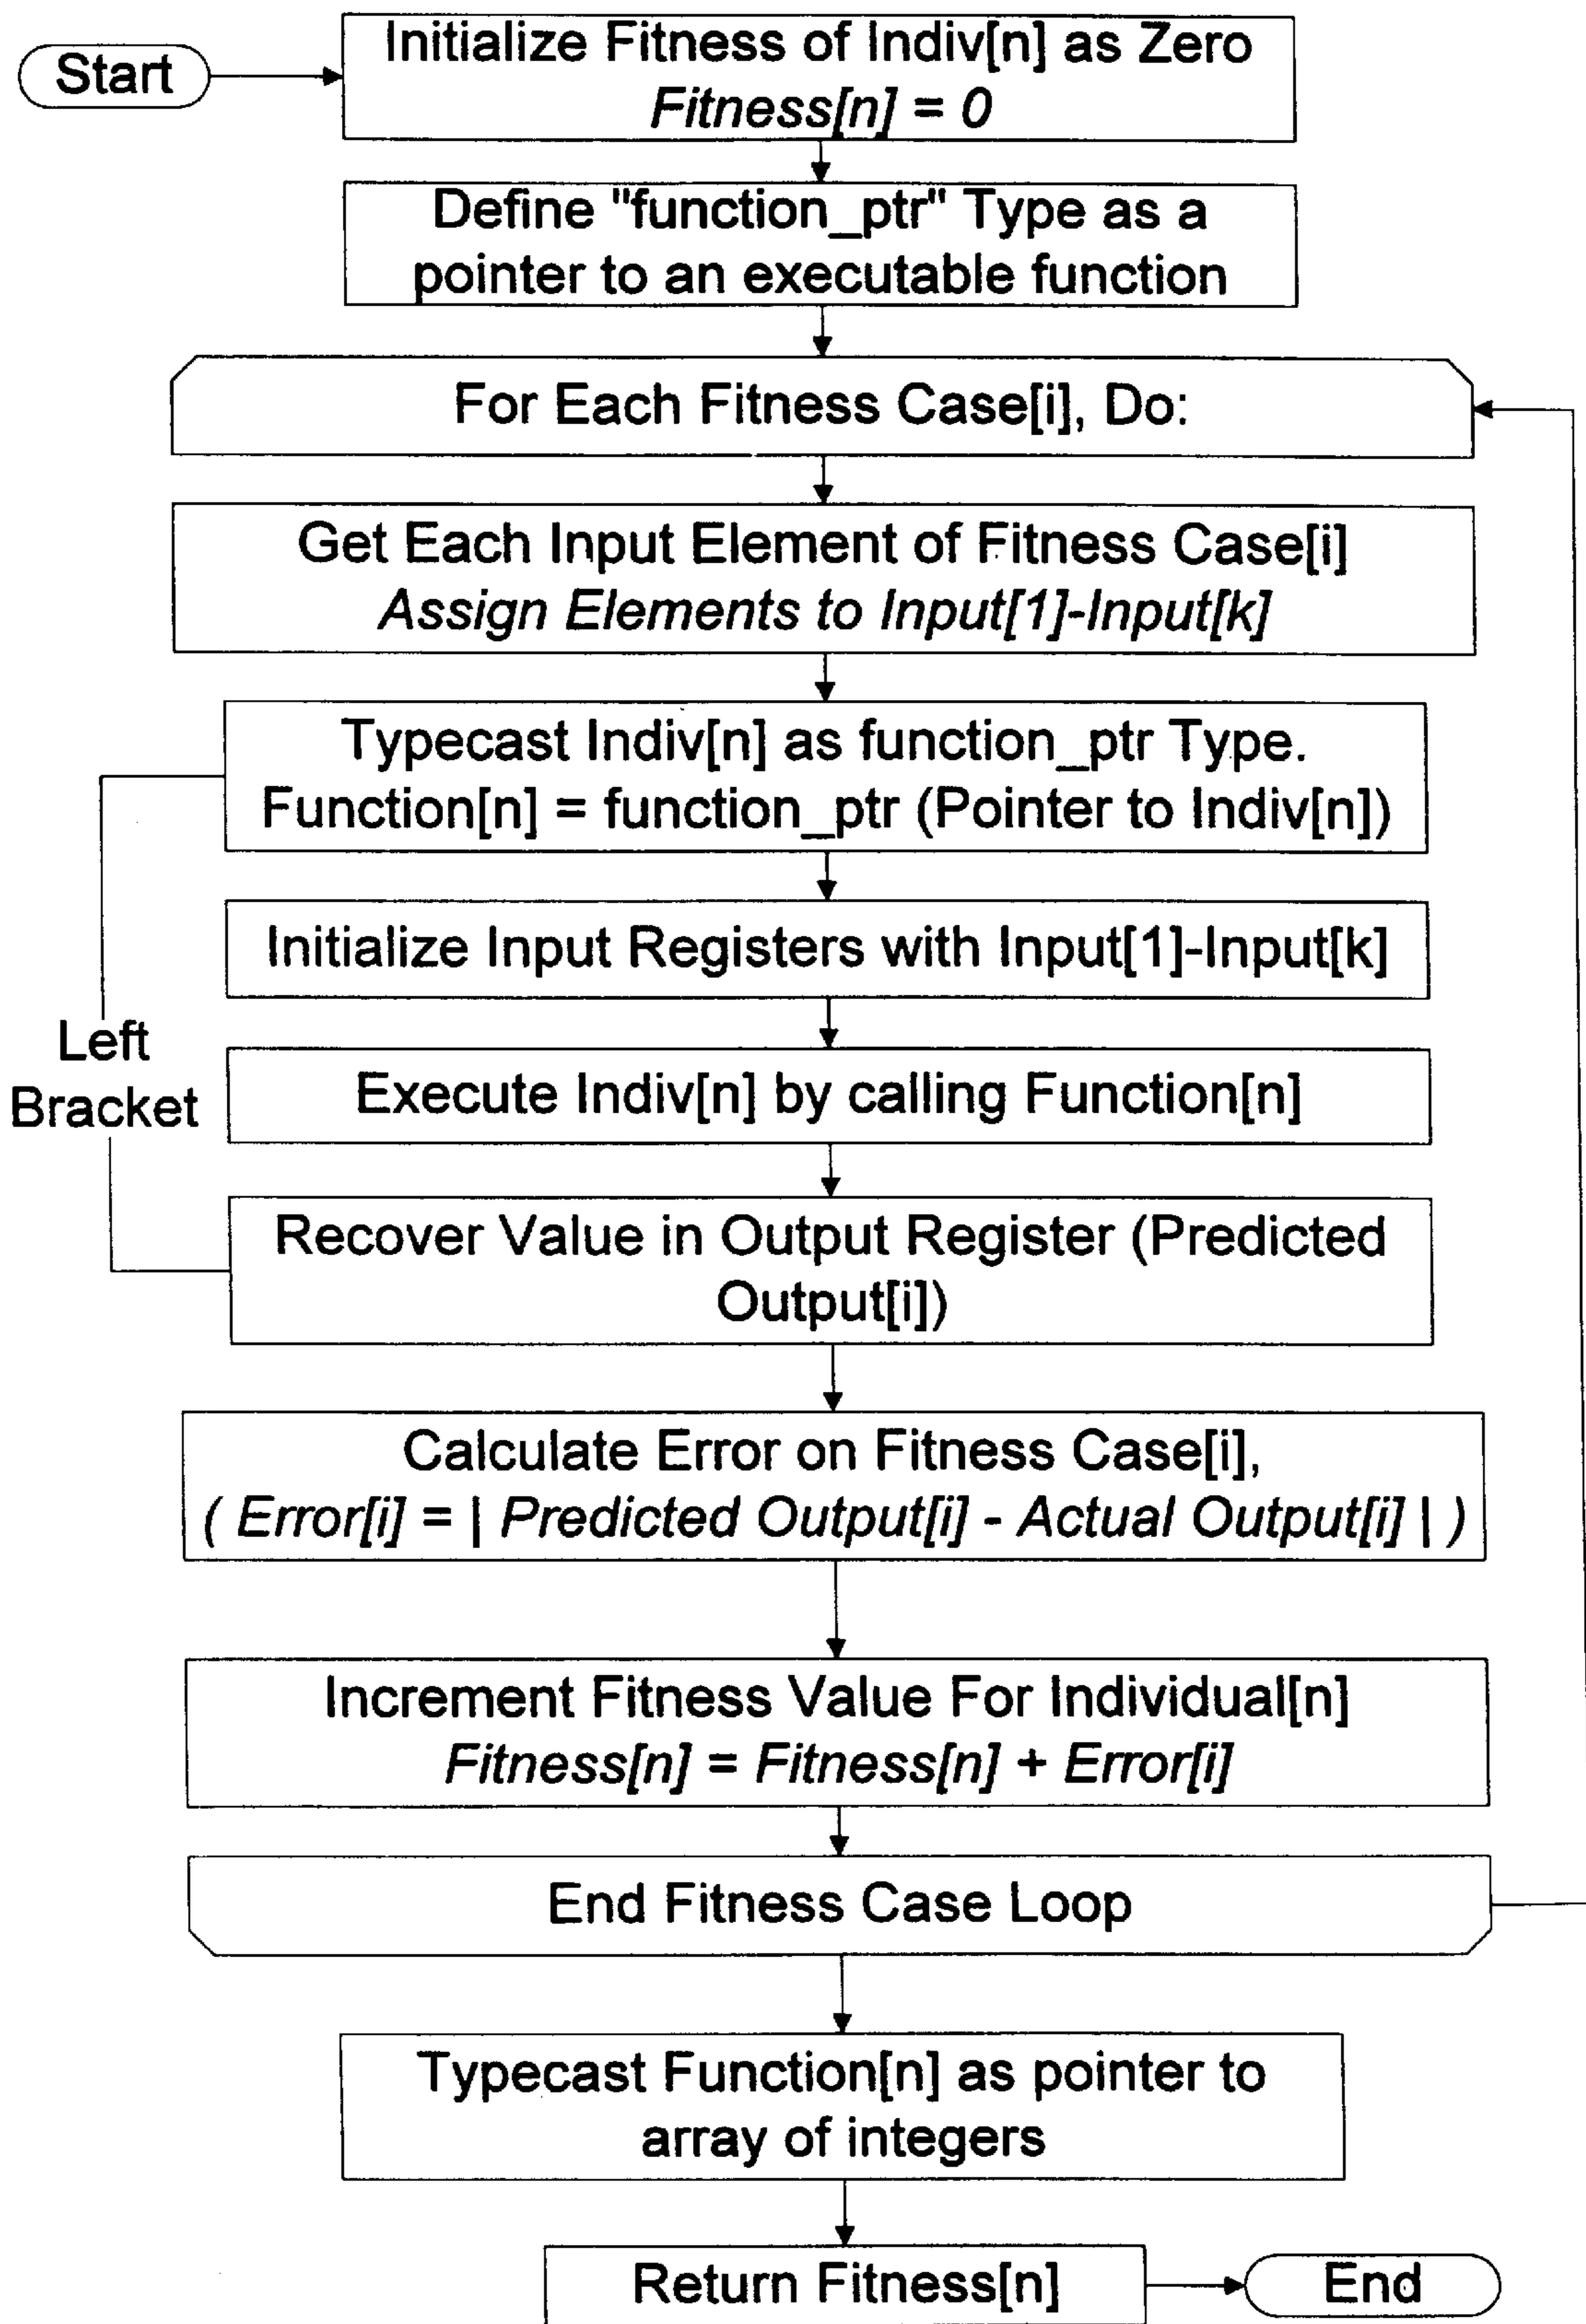 Start
Initialize Fitness of Indiv[n] as Zero
Fitness[n] = 0
Define "function_ptr" Type as a
pointer to an executable function
For Each Fitness Case[i], Do:
Get Each Input Element of Fitness Case[i]
Assign Elements to Input[1]-Input[k]
Typecast Indiv[n] as function_ptr Type.
Function[n] = function_ptr (Pointer to Indiv[n])
Initialize Input Registers with Input[1]-Input[k]
Left
Bracket
Execute Indiv[n] by calling Function[n]
Recover Value in Output Register (Predicted
Output[i])
Calculate Error on Fitness Case[i],
( Error[i] = | Predicted Output[i] - Actual Output[i] | )
Increment Fitness Value For Individual[n]
Fitness[n] = Fitness[n] + Error[i]
End Fitness Case Loop
Typecast Function[n] as pointer to
array of integers
Return Fitness[n]
End